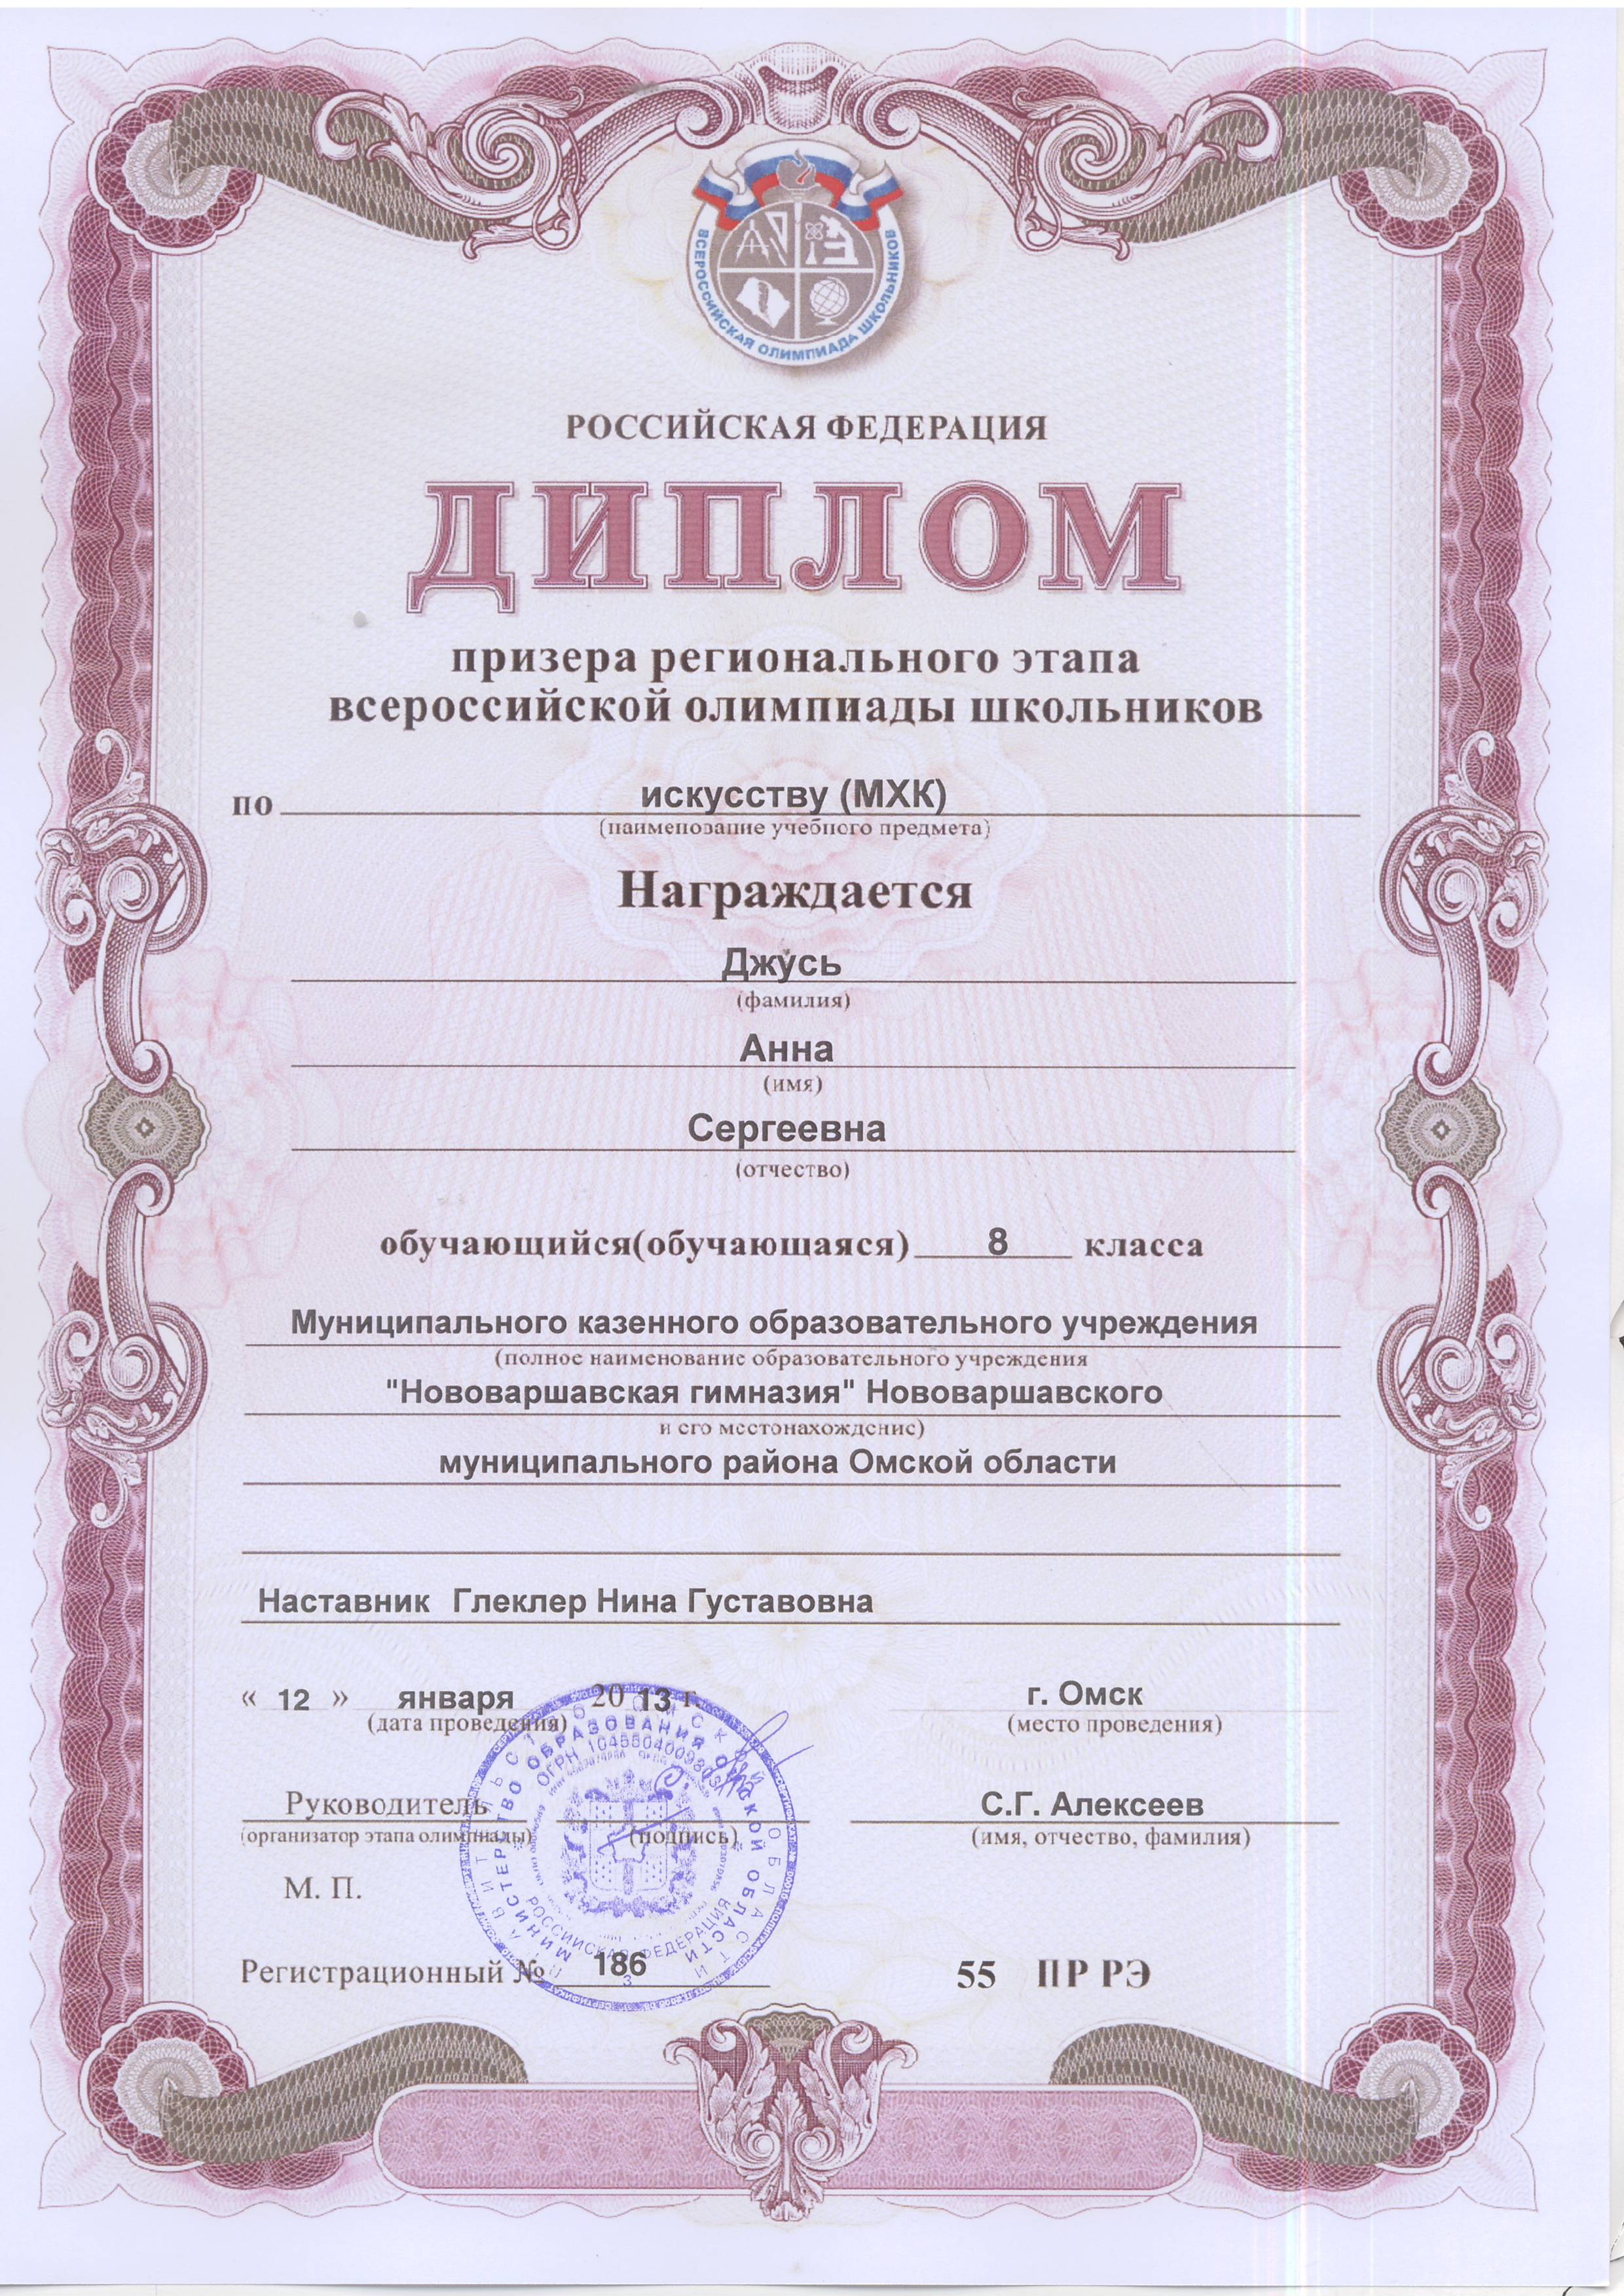 ВСЕРОССИЙСКАЯ ОЛИМПИАДА ШКОЛЬНИКОВ
РОССИЙСКАЯ ФЕДЕРАЦИЯ
ДИПЛОМ
призера регионального этапа
всероссийской олимпиады школьников
по искусству (МХК)
(наименование учебного предмета)
Награждается
Джусь
(фамилия)
Анна
(имя)
Сергеевна
(отчество)
обучающийся(обучающаяся) 8 класса
Муниципального казенного образовательного учреждения
(полное наименование образовательного учреждения
"Нововаршавская гимназия" Нововаршавского
и его местонахождение)
муниципального района Омской области
Наставник Глеклер Нина Густавовна
« 12 » января 20 13 г. г. Омск
(дата проведения) (место проведения)
Руководитель С.Г. Алексеев
(организатор этапа олимпиады) (подпись) (имя, отчество, фамилия)
М. П.
Регистрационный № 186 55 ПР РЭ
МИНИСТЕРСТВО ОБРАЗОВАНИЯ ОМСКОЙ ОБЛАСТИ
РОССИЙСКАЯ ФЕДЕРАЦИЯ